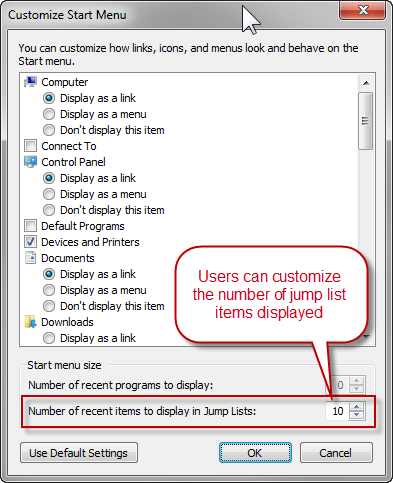 Customize Start Menu
You can customize how links, icons, and menus look and behave on the
Start menu.
Computer
Display as a link
Display as a menu
Don't display this item
Connect To
Control Panel
Display as a link
Display as a menu
Don't display this item
Default Programs
Devices and Printers
Documents
Display as a link
Display as a menu
Don't display this item
Downloads
Display as a link
Users can customize
the number of jump list
items displayed
Start menu size
Number of recent programs to display: 0
Number of recent items to display in Jump Lists: 10
Use Default Settings OK Cancel